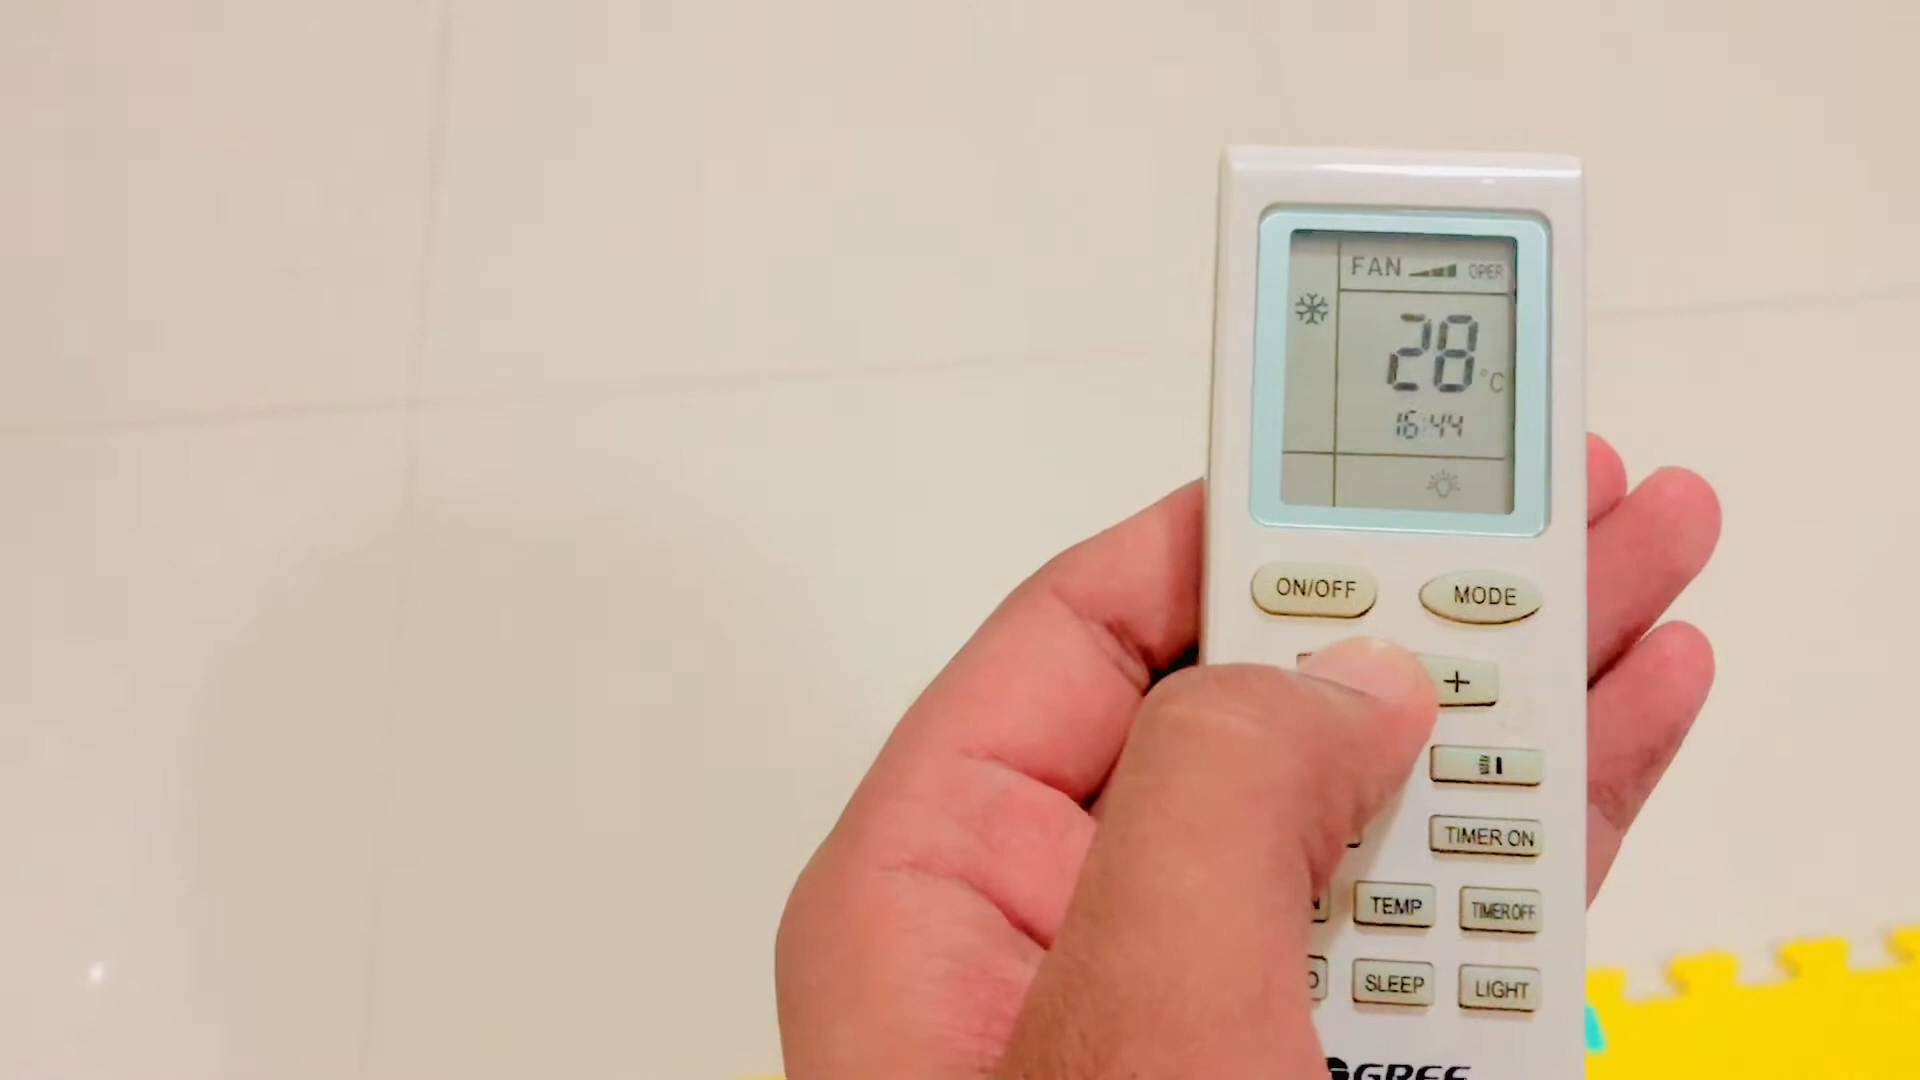 FAN OPER
28 °C
16:44
ON/OFF MODE
+
TIMER ON
TEMP TIMER OFF
SLEEP LIGHT
GREE